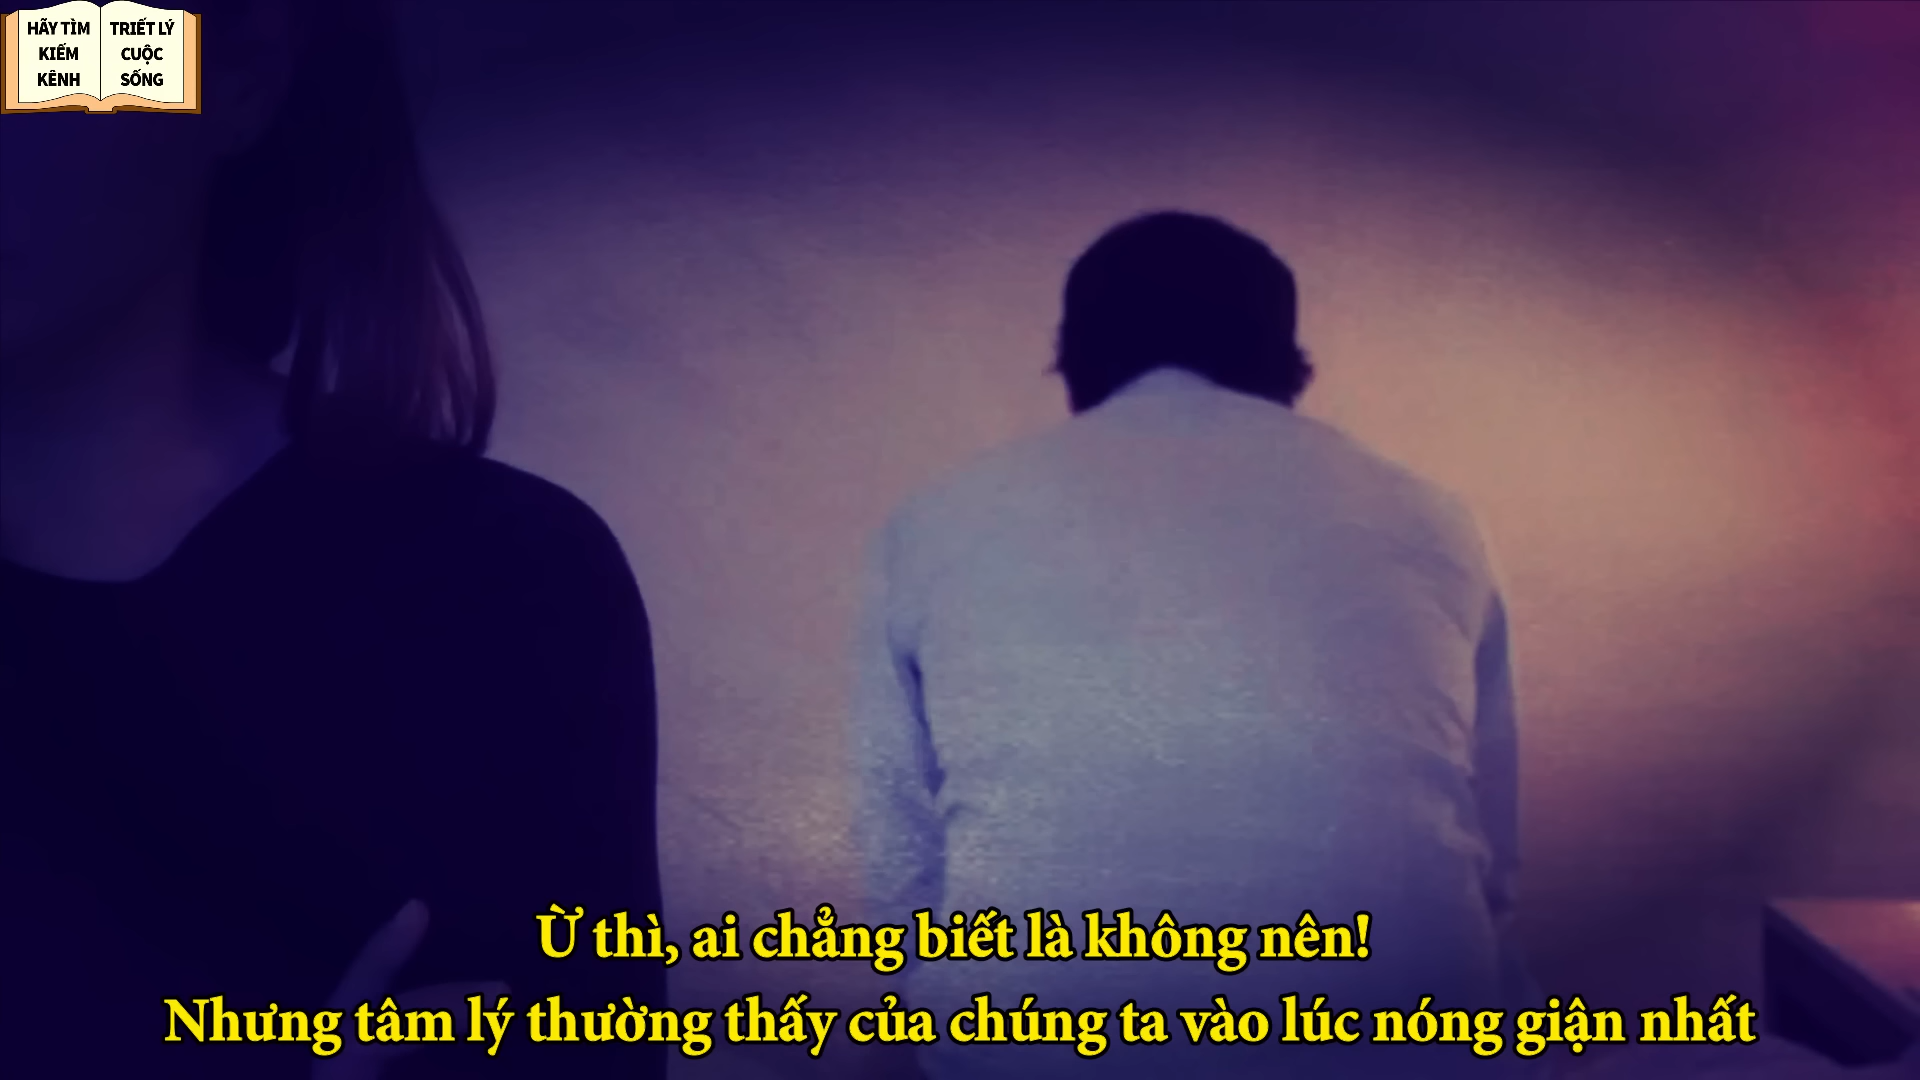 HÃY TÌM
KIẾM
KÊNH
TRIẾT LÝ
CUỘC
SỐNG
Ừ thì, ai chẳng biết là không nên!
Nhưng tâm lý thường thấy của chúng ta vào lúc nóng giận nhất